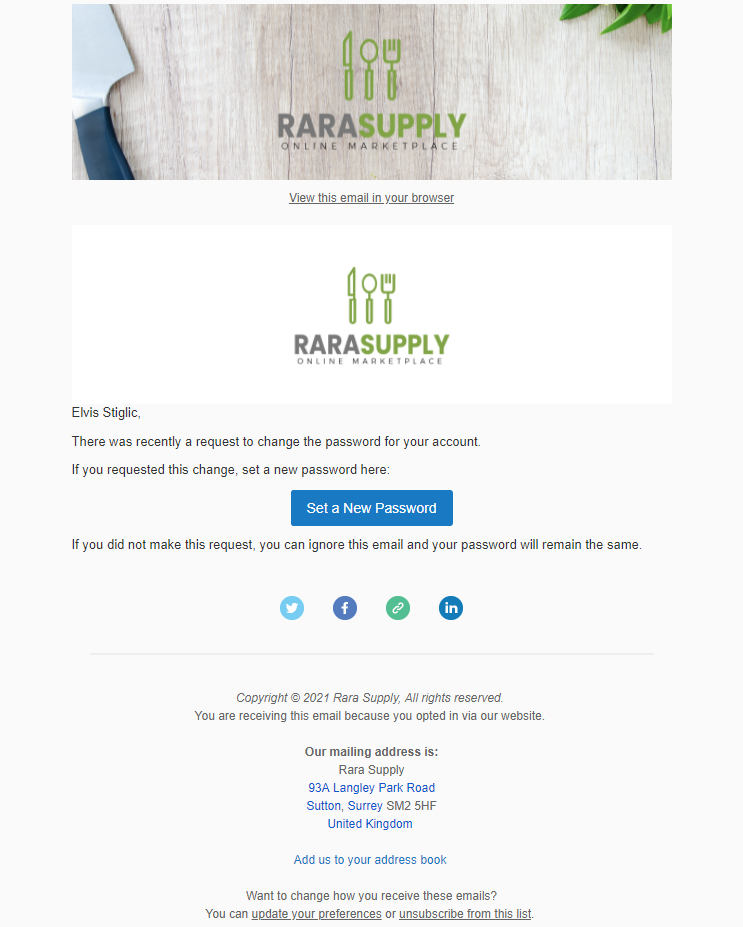 RARASUPPLY
ONLINE MARKETPLACE
View this email in your browser
RARASUPPLY
ONLINE MARKETPLACE
Elvis Stiglic,
There was recently a request to change the password for your account.
If you requested this change, set a new password here:
Set a New Password
If you did not make this request, you can ignore this email and your password will remain the same.
f
in
Copyright © 2021 Rara Supply, All rights reserved.
You are receiving this email because you opted in via our website.
Our mailing address is:
Rara Supply
93A Langley Park Road
Sutton, Surrey SM2 5HF
United Kingdom
Add us to your address book
Want to change how you receive these emails?
You can update your preferences or unsubscribe from this list.